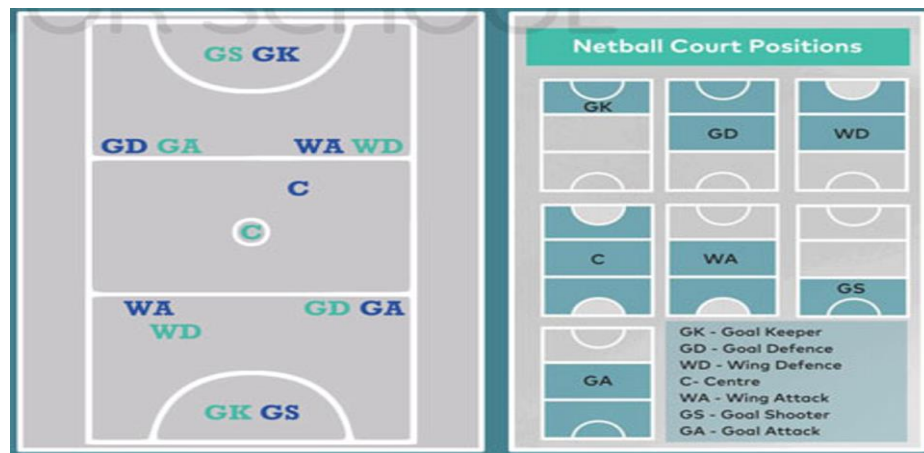 OR SCHOOL
GS GK
GD GA WA WD
C
C
WA GD GA
WD
GK GS
Netball Court Positions
GK
GD
WD
C
WA
GS
GA
GK - Goal Keeper
GD - Goal Defence
WD - Wing Defence
C- Centre
WA - Wing Attack
GS - Goal Shooter
GA - Goal Attack